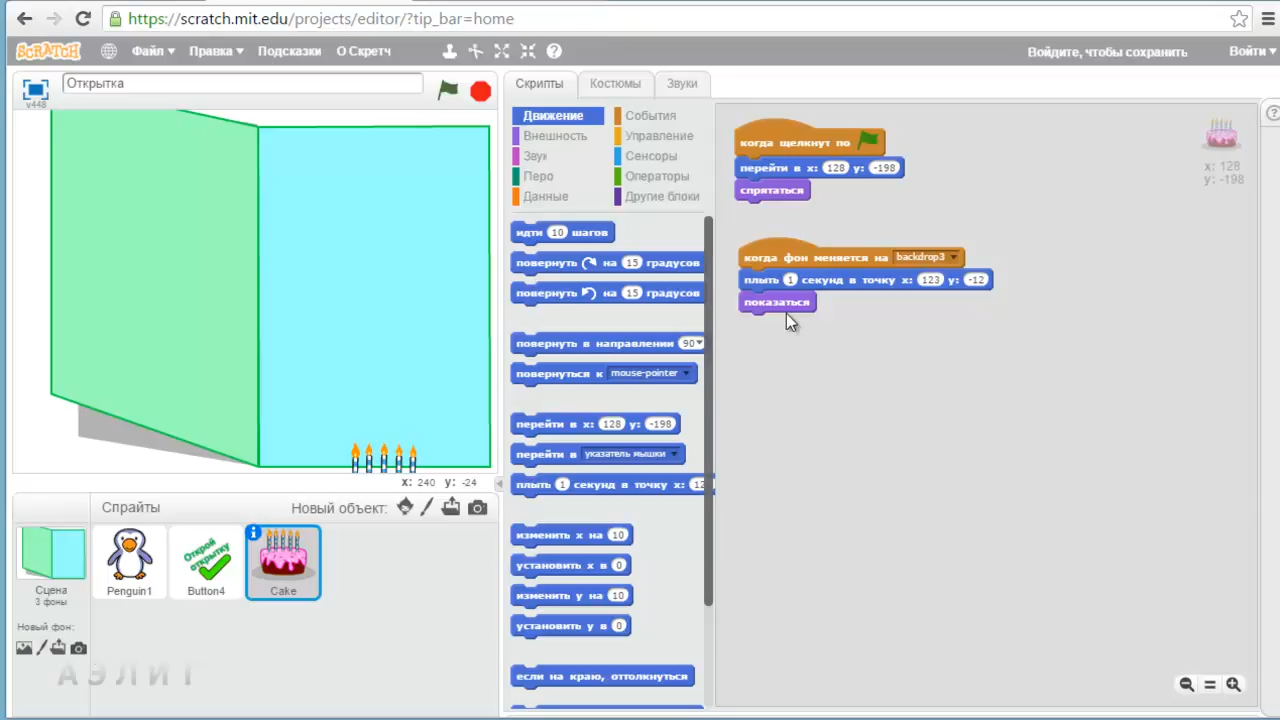 https://scratch.mit.edu/projects/editor/?tip_bar=home
SCRATCH Файл Правка Подсказки О Скретч Войдите, чтобы сохранить Войти
v448 Открытка
Скрипты Костюмы Звуки
Движение События
Внешность Управление
Звук Сенсоры
Перо Операторы
Данные Другие блоки
идти 10 шагов
повернуть на 15 градусов
повернуть на 15 градусов
повернуть в направлении 90
повернуться к mouse-pointer
перейти в x: 128 y: -198
перейти в указатель мышки
плыть 1 секунд в точку x: 12
изменить x на 10
установить x в 0
изменить y на 10
установить y в 0
если на краю, оттолкнуться
когда щелкнут по
перейти в x: 128 y: -198
спрятаться
когда фон меняется на backdrop3
плыть 1 секунд в точку x: 123 y: -12
показаться
x: 128
y: -198
x: 240 y: -24
Спрайты Новый объект:
Сцена
3 фоны
Новый фон:
Открой
открытку
Penguin1 Button4 Cake
АЭЛИТ